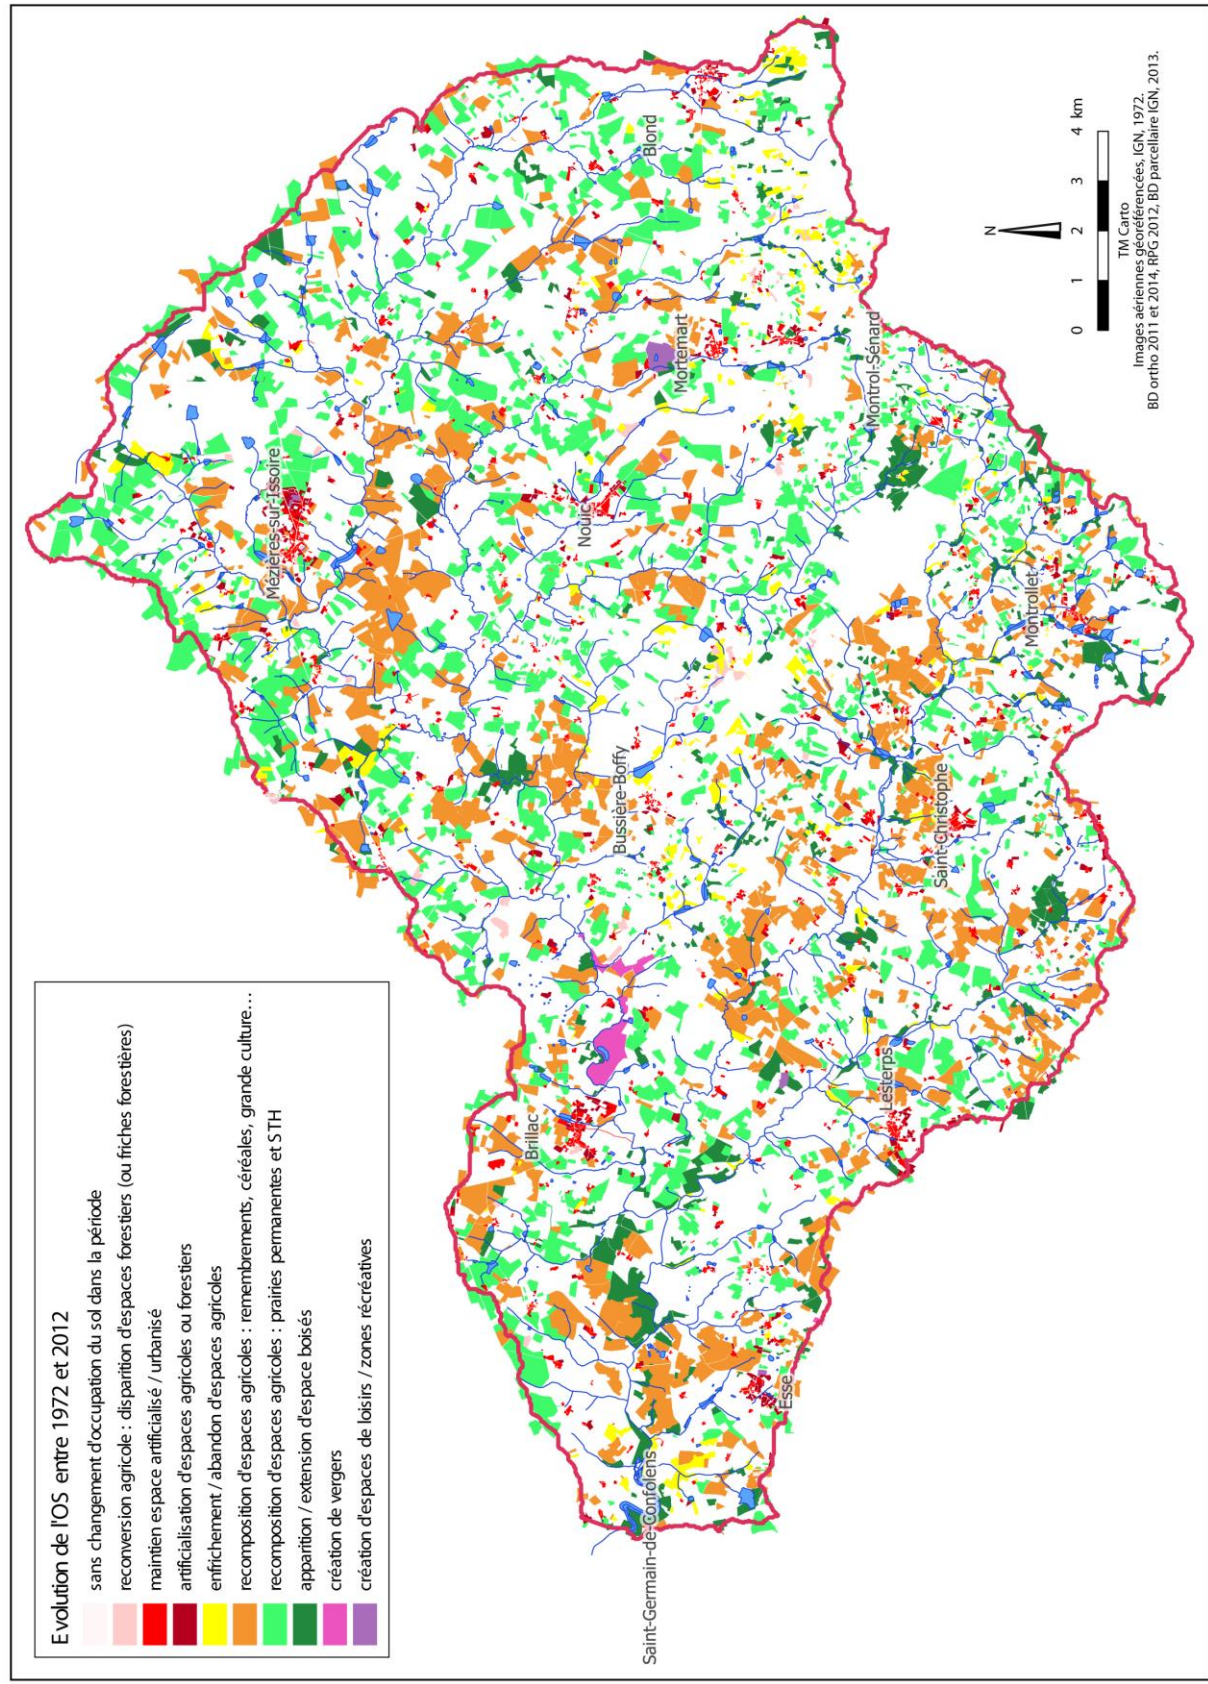 Evolution de l'OS entre 1972 et 2012
sans changement d'occupation du sol dans la période
reconversion agricole : disparition d'espaces forestiers (ou friches forestières)
maintien espace artificialisé / urbanisé
artificialisation d'espaces agricoles ou forestiers
enfrichement / abandon d'espaces agricoles
recomposition d'espaces agricoles : remembrements, céréales, grande culture...
recomposition d'espaces agricoles : prairies permanentes et STH
apparition / extension d'espace boisés
création de vergers
création d'espaces de loisirs / zones récréatives
Mézières-sur-Issoire
Blond
Mortemart
Nouic
Montrol-Sénard
Bussière-Boffy
Montrollet
Saint-Christophe
Brillac
Lesterps
Esse
Saint-Germain-de-Confolens
N
0 1 2 3 4 km
TM Carto
Images aériennes géoréférencées, IGN, 1972.
BD ortho 2011 et 2014, RPG 2012, BD parcellaire IGN, 2013.